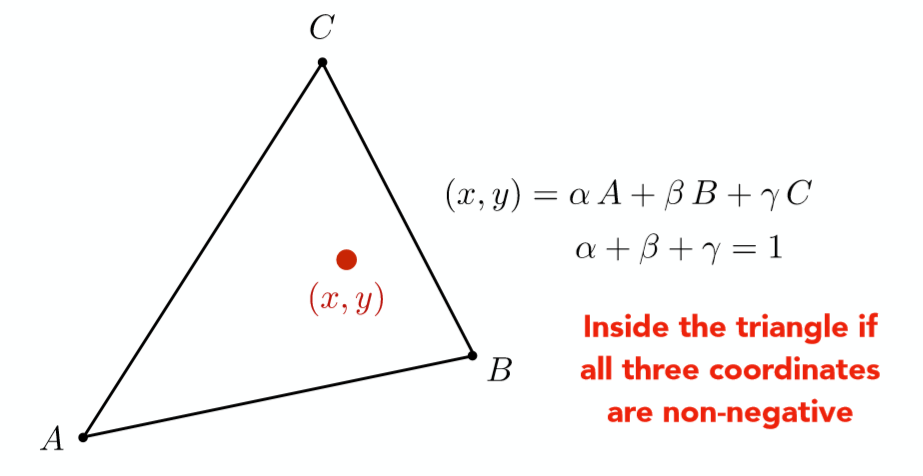 C
(x, y) = α A + β B + γ C
α + β + γ = 1
(x, y)
Inside the triangle if
all three coordinates
are non-negative
B
A